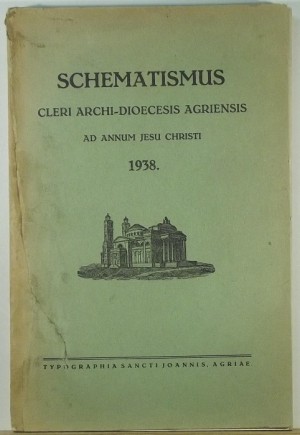 SCHEMATISMUS
CLERI ARCHI-DIOECESIS AGRIENSIS
AD ANNUM JESU CHRISTI
1938.
TYPOGRAPHIA SANCTI JOANNIS, AGRIAE